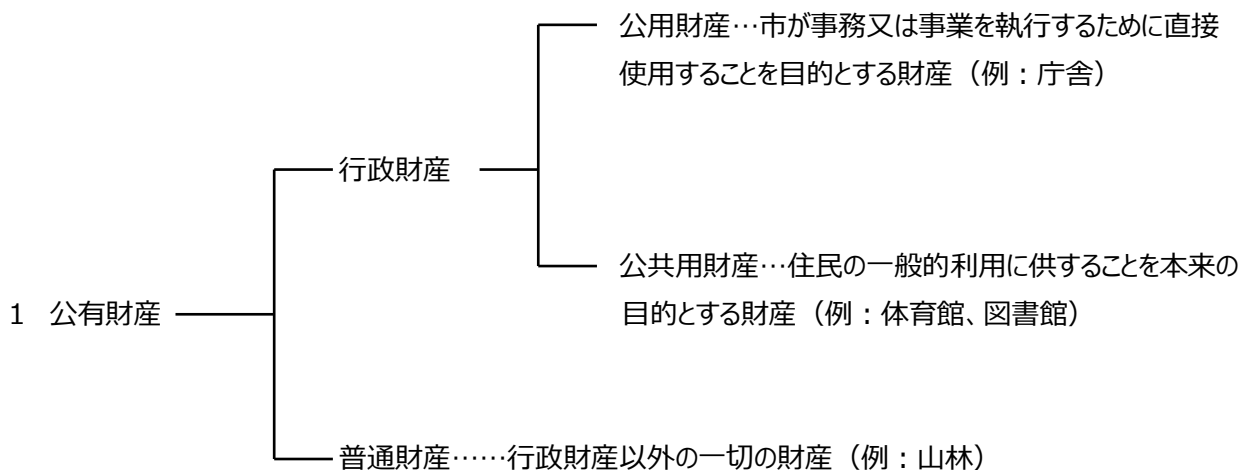 公用財産…市が事務又は事業を執行するために直接
使用することを目的とする財産（例：庁舎）
行政財産
公共用財産…住民の一般的利用に供することを本来の
目的とする財産（例：体育館、図書館）
1 公有財産
普通財産……行政財産以外の一切の財産（例：山林）